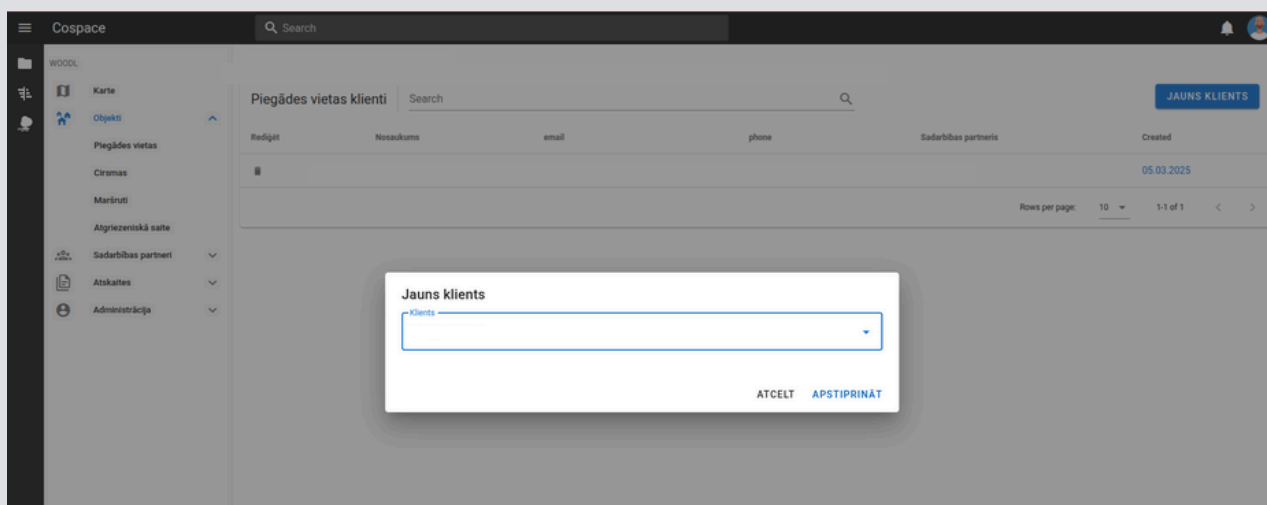 Cospace
Search
WOODL
Karte
Objekti
Piegādes vietas
Cirsmas
Maršruti
Atgriezeniskā saite
Sadarbības partneri
Atskaites
Administrācija
Piegādes vietas klienti
Search
JAUNS KLIENTS
Rediģēt Nosaukums email phone Sadarbības partneris Created
05.03.2025
Rows per page: 10 1-1 of 1
Jauns klients
Klients
ATCELT APSTIPRINĀT